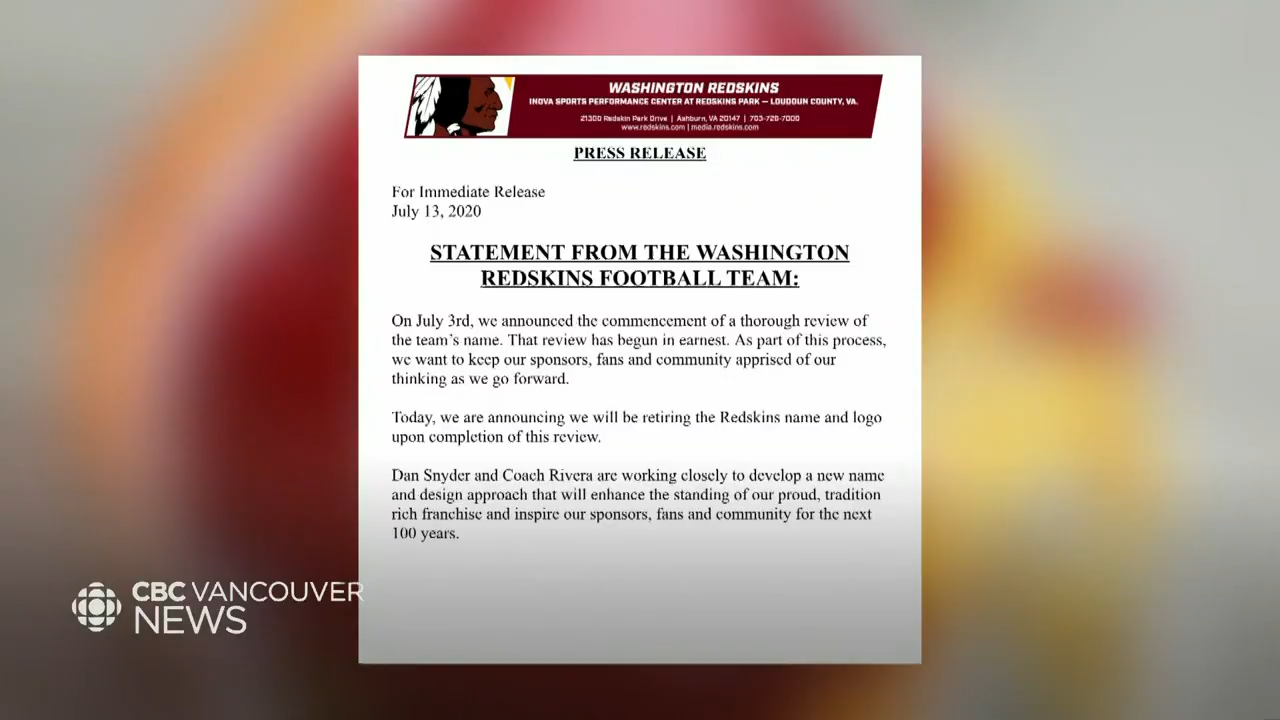 WASHINGTON REDSKINS
INOVA SPORTS PERFORMANCE CENTER AT REDSKINS PARK — LOUDOUN COUNTY, VA.
21300 Redskin Park Drive | Ashburn, VA 20147 | 703-726-7000
www.redskins.com | media.redskins.com
PRESS RELEASE
For Immediate Release
July 13, 2020
STATEMENT FROM THE WASHINGTON
REDSKINS FOOTBALL TEAM:
On July 3rd, we announced the commencement of a thorough review of
the team's name. That review has begun in earnest. As part of this process,
we want to keep our sponsors, fans and community apprised of our
thinking as we go forward.
Today, we are announcing we will be retiring the Redskins name and logo
upon completion of this review.
Dan Snyder and Coach Rivera are working closely to develop a new name
and design approach that will enhance the standing of our proud, tradition
rich franchise and inspire our sponsors, fans and community for the next
100 years.
CBC VANCOUVER
NEWS